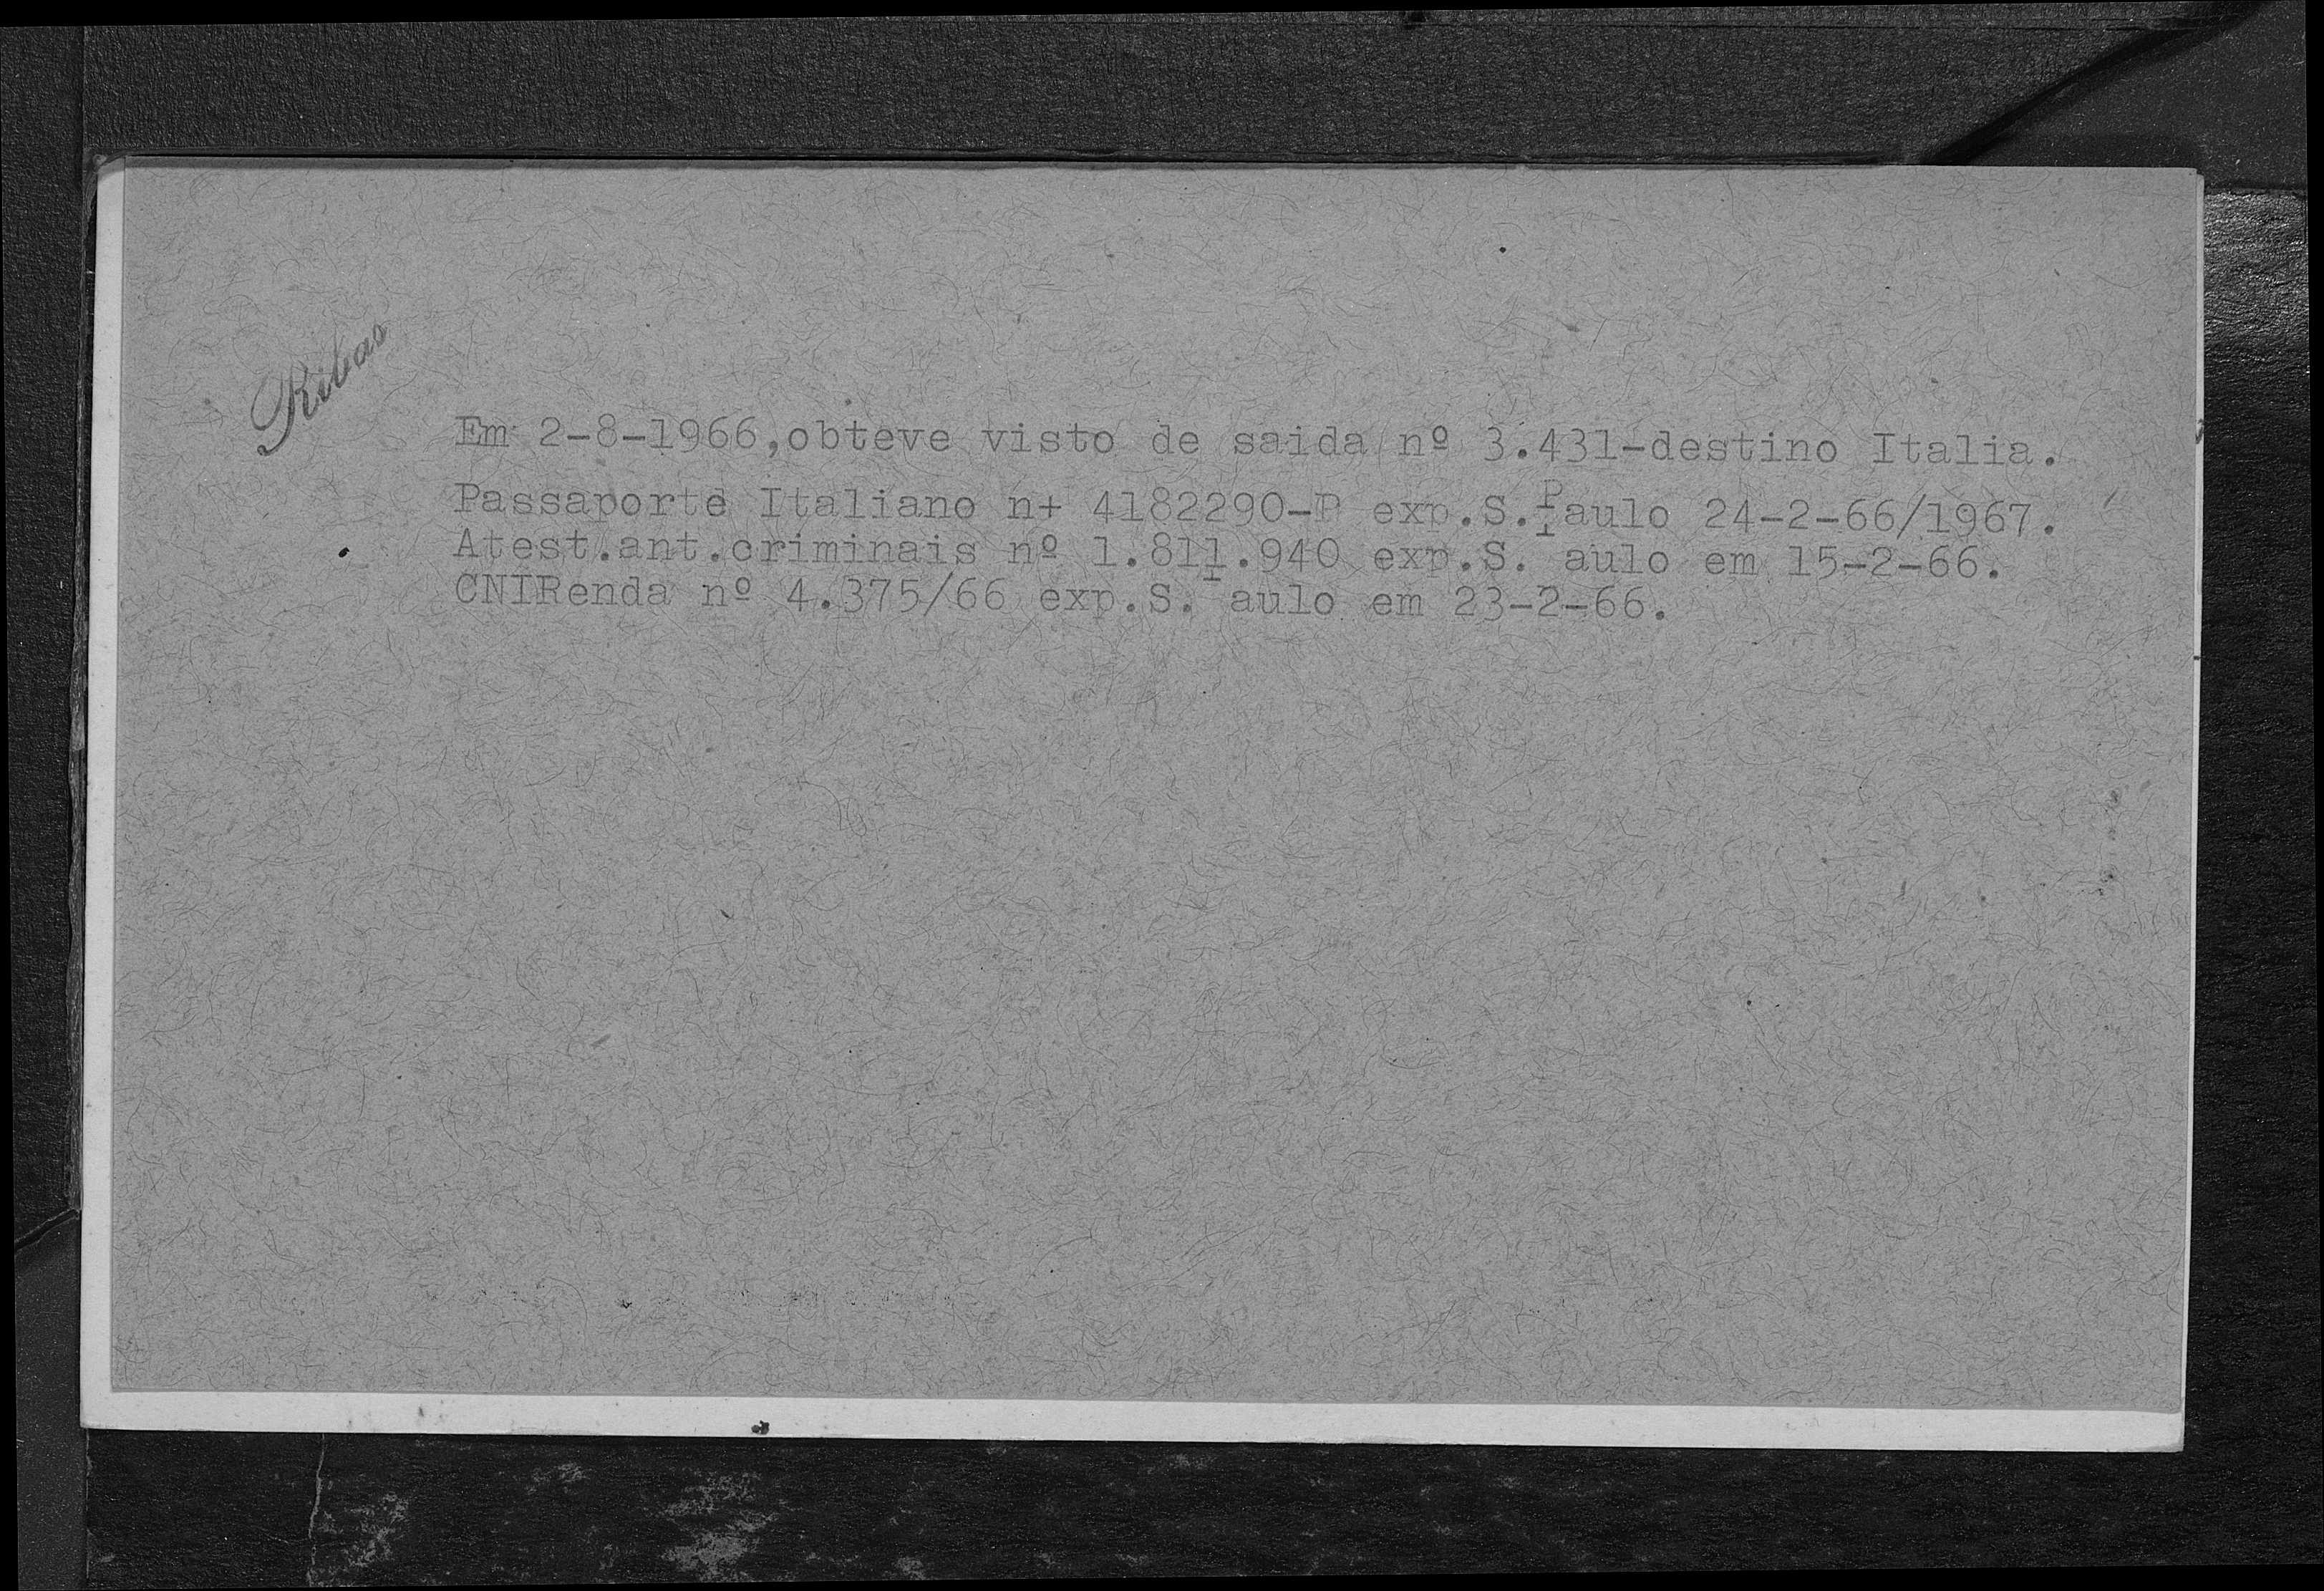 Ribas
Em 2-8-1966,obteve visto de saida nº 3.431-destino Italia.
Passaporte Italiano n+ 4182290-P exp.S.Paulo 24-2-66/1967.
Atest.ant.criminais nº 1.811.940 exp.S.Paulo em 15-2-66.
CNIRenda nº 4.375/66 exp.S.Paulo em 23-2-66.